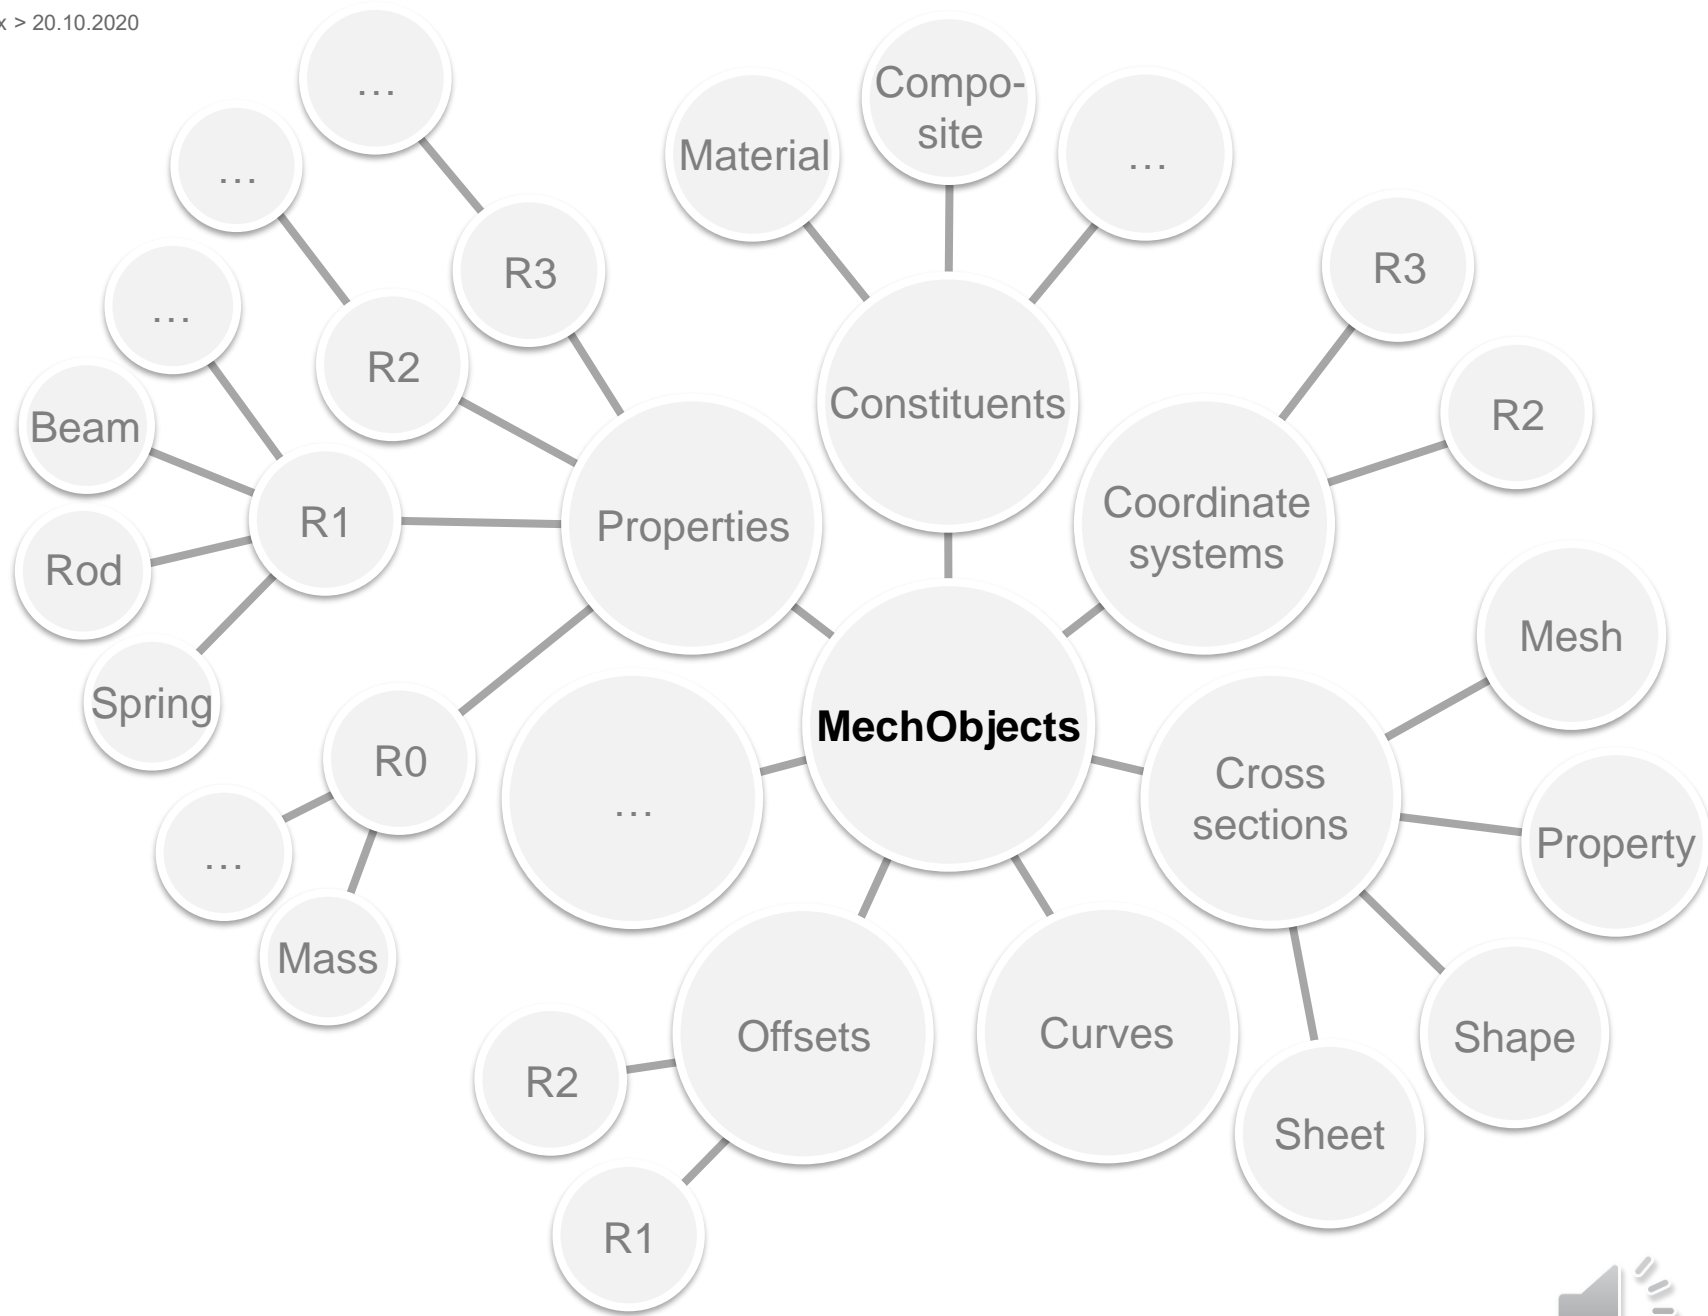 x > 20.10.2020
...
Compo-
site
...
Material
...
R3
R3
...
R2
Constituents
R2
Beam
R1
Properties
Coordinate
systems
Rod
Mesh
Spring
R0
MechObjects
Cross
sections
...
Property
...
Mass
Offsets
Curves
Shape
R2
Sheet
R1